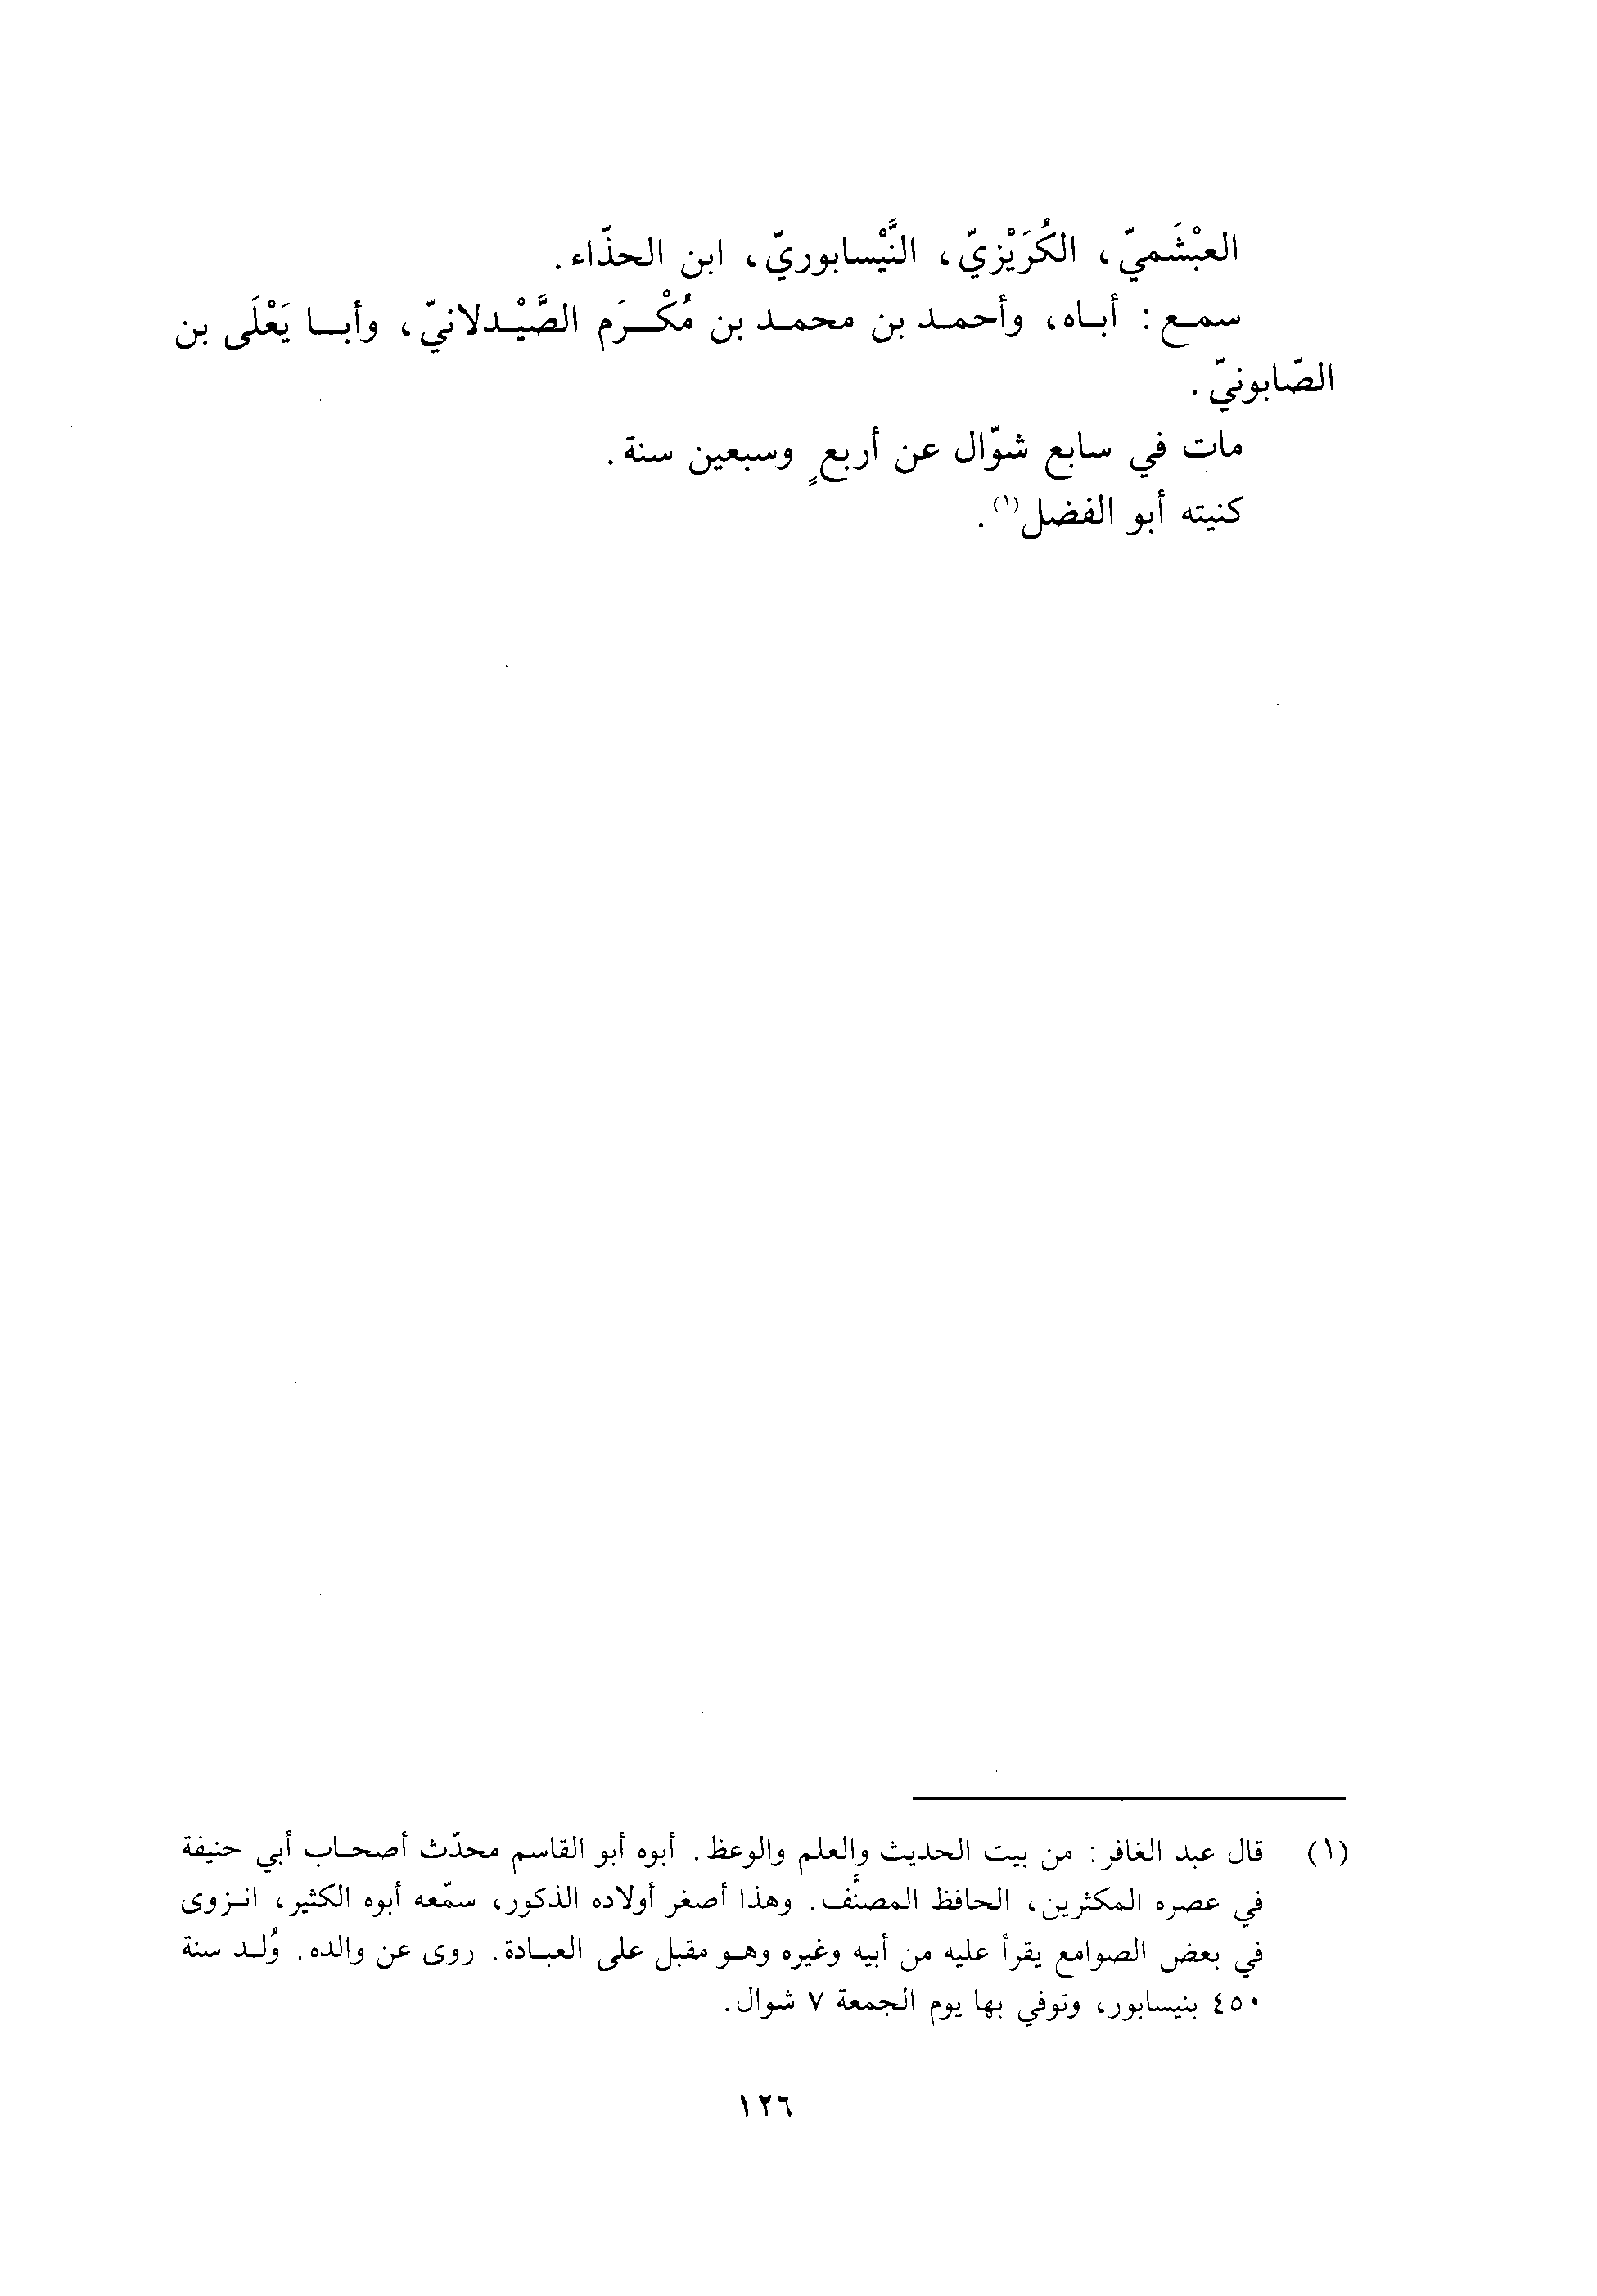 العبْشَميّ، الكُرَيْزيّ، النَّيْسابوريّ، ابن الحذّاء.
سمع: أباه، وأحمد بن محمد بن مُكْرَم الصَّيْدلانيّ، وأبا يَعْلَى بن
الصّابونيّ.
مات في سابع شوّال عن أربعٍ وسبعين سنة.
كنيته أبو الفضل(١).
(١) قال عبد الغافر: من بيت الحديث والعلم والوعظ. أبوه أبو القاسم محدّث أصحاب أبي حنيفة
في عصره المكثرين، الحافظ المصنَّف. وهذا أصغر أولاده الذكور، سمّعه أبوه الكثير، انزوى
في بعض الصوامع يقرأ عليه من أبيه وغيره وهو مقبل على العبادة. روى عن والده. وُلد سنة
٤٥٠ بنيسابور، وتوفي بها يوم الجمعة ٧ شوال.
١٢٦